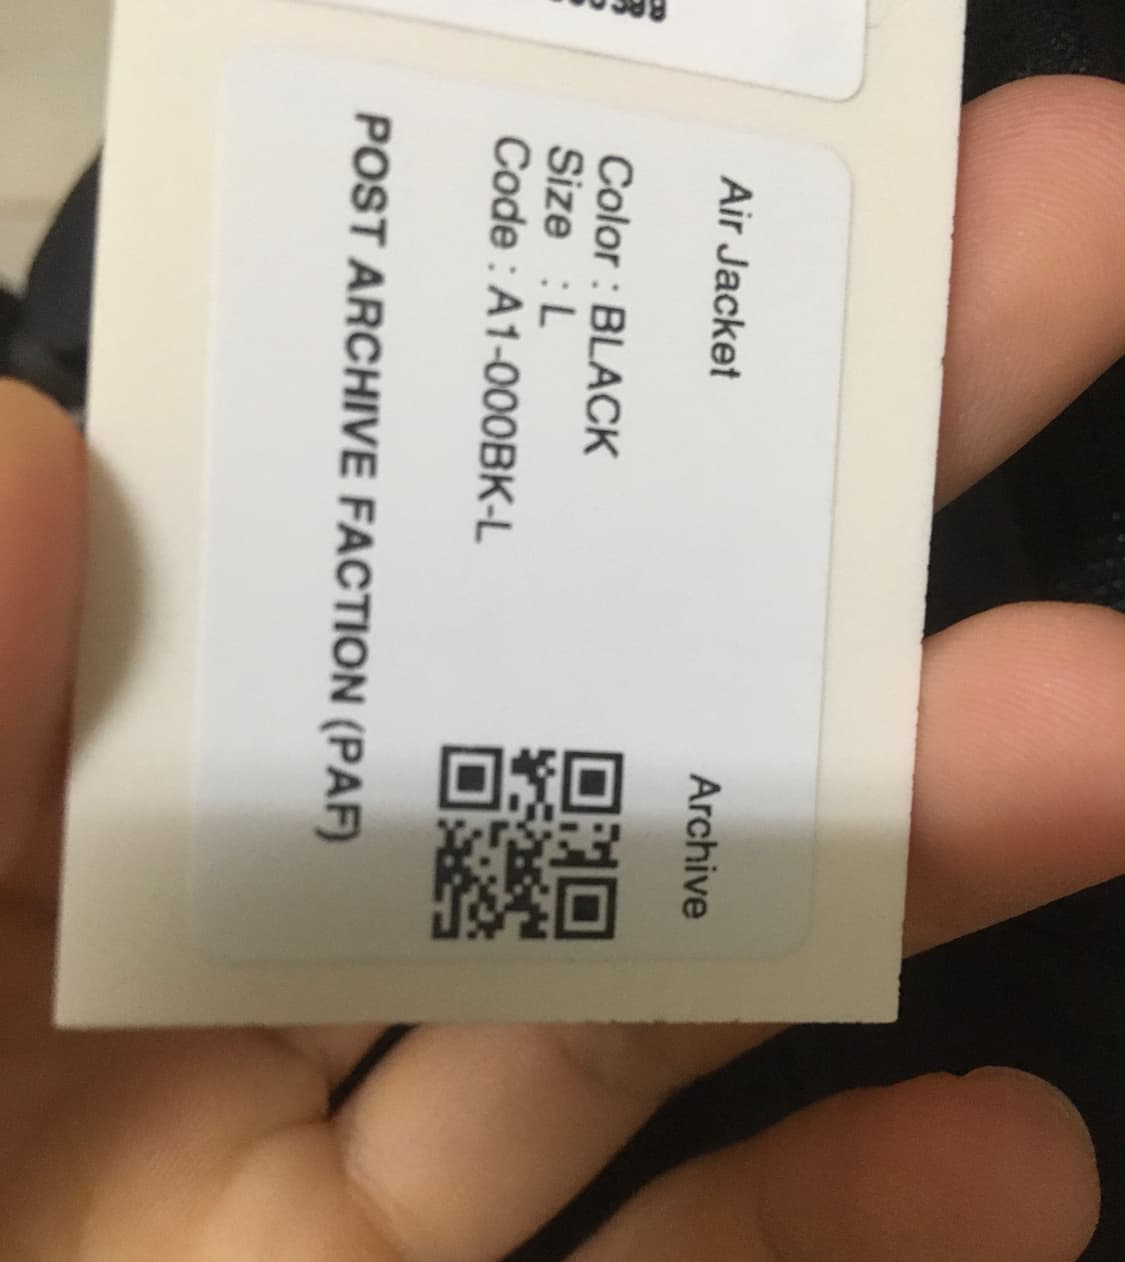 Air Jacket Archive
Color : BLACK
Size : L
Code : A1-000BK-L
POST ARCHIVE FACTION (PAF)